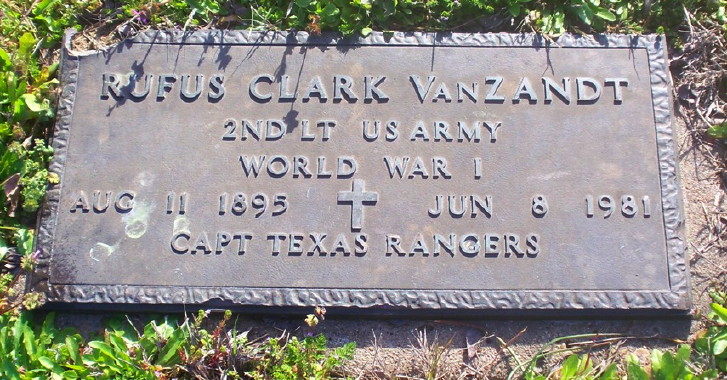 RUFUS CLARK VANZANDT
2ND LT US ARMY
WORLD WAR I
AUG 11 1895 ✝ JUN 8 1981
CAPT TEXAS RANGERS